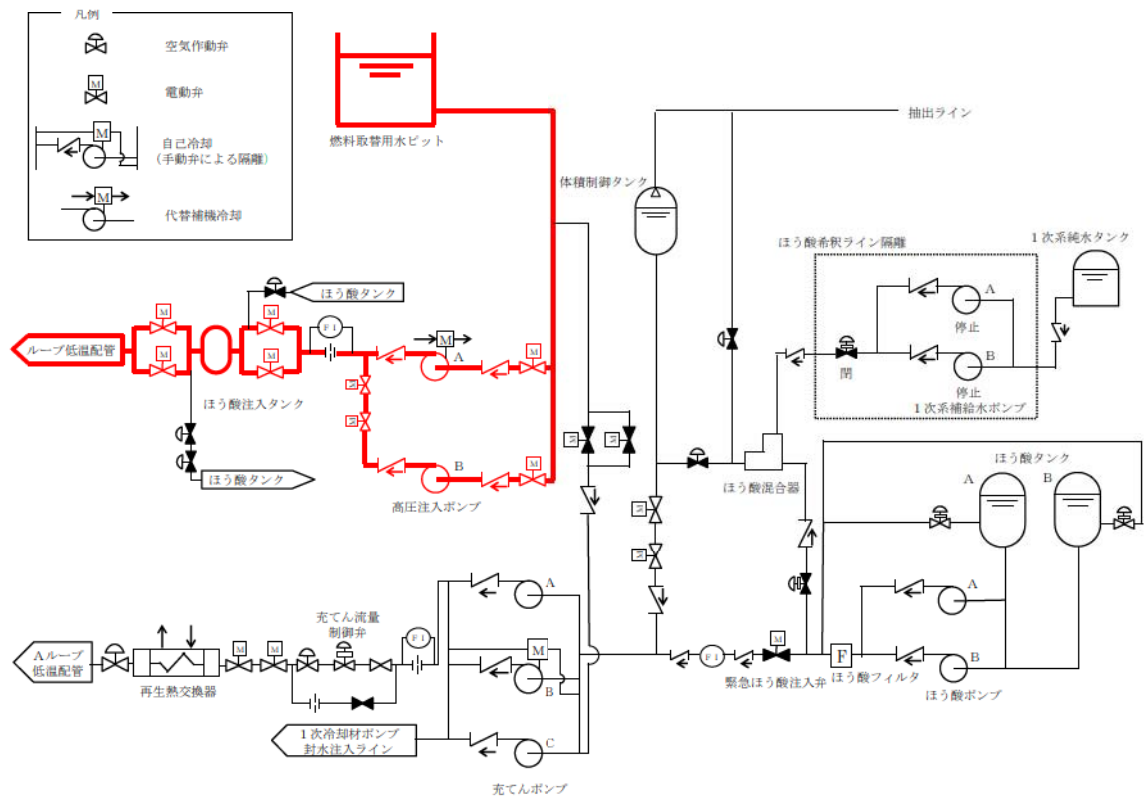 凡例
空気作動弁
M
電動弁
M
自己冷却
(手動弁による隔離)
M
代替補機冷却
燃料取替用水ピット
抽出ライン
体積制御タンク
ほう酸希釈ライン隔離
1次系純水タンク
A
停止
B
停止
閉
1次系補給水ポンプ
ほう酸タンク
M
M
FI
M
A
M
ループ低温配管
M
M
ほう酸注入タンク
M
M
M
M
B
M
ほう酸タンク
高圧注入ポンプ
M
M
ほう酸混合器
ほう酸タンク
A
B
A
充てん流量
制御弁
FI
A
M
M
M
Aループ
低温配管
再生熱交換器
B
FI
M
緊急ほう酸注入弁
F
ほう酸フィルタ
B
ほう酸ポンプ
1次冷却材ポンプ
封水注入ライン
C
充てんポンプ